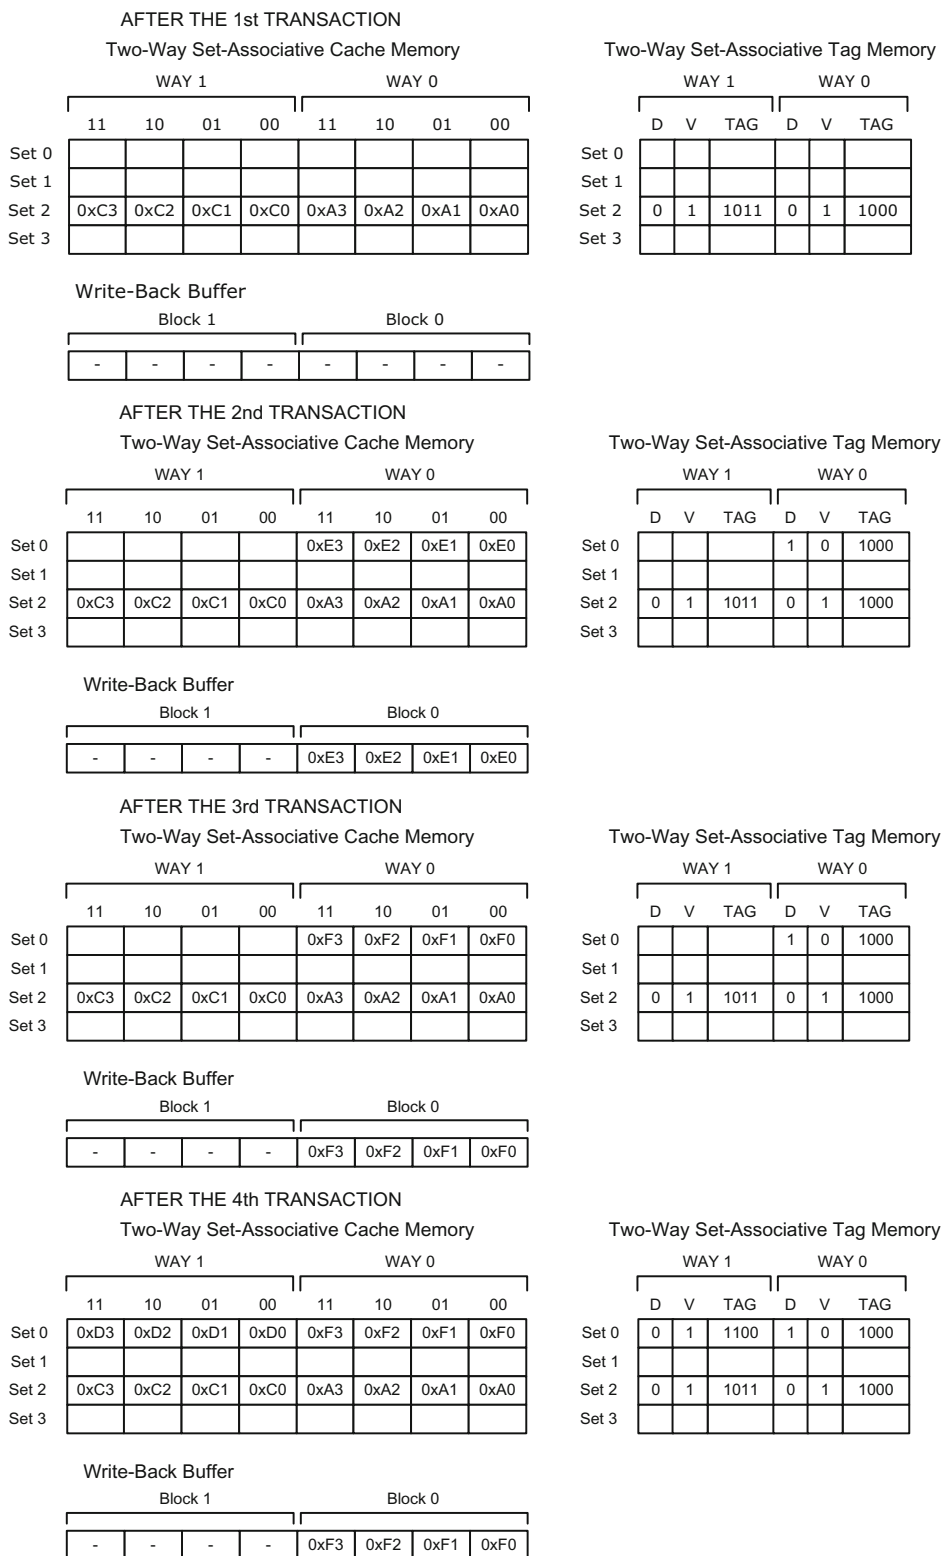 AFTER THE 1st TRANSACTION
Two-Way Set-Associative Cache Memory Two-Way Set-Associative Tag Memory
WAY 1 WAY 0 WAY 1 WAY 0
11 10 01 00 11 10 01 00 D V TAG D V TAG
Set 0 Set 0
Set 1 Set 1
Set 2 0xC3 0xC2 0xC1 0xC0 0xA3 0xA2 0xA1 0xA0 Set 2 0 1 1011 0 1 1000
Set 3 Set 3
Write-Back Buffer
Block 1 Block 0
- - - - - - - -
AFTER THE 2nd TRANSACTION
Two-Way Set-Associative Cache Memory Two-Way Set-Associative Tag Memory
WAY 1 WAY 0 WAY 1 WAY 0
11 10 01 00 11 10 01 00 D V TAG D V TAG
Set 0 0xE3 0xE2 0xE1 0xE0 Set 0 1 0 1000
Set 1 Set 1
Set 2 0xC3 0xC2 0xC1 0xC0 0xA3 0xA2 0xA1 0xA0 Set 2 0 1 1011 0 1 1000
Set 3 Set 3
Write-Back Buffer
Block 1 Block 0
- - - - 0xE3 0xE2 0xE1 0xE0
AFTER THE 3rd TRANSACTION
Two-Way Set-Associative Cache Memory Two-Way Set-Associative Tag Memory
WAY 1 WAY 0 WAY 1 WAY 0
11 10 01 00 11 10 01 00 D V TAG D V TAG
Set 0 0xF3 0xF2 0xF1 0xF0 Set 0 1 0 1000
Set 1 Set 1
Set 2 0xC3 0xC2 0xC1 0xC0 0xA3 0xA2 0xA1 0xA0 Set 2 0 1 1011 0 1 1000
Set 3 Set 3
Write-Back Buffer
Block 1 Block 0
- - - - 0xF3 0xF2 0xF1 0xF0
AFTER THE 4th TRANSACTION
Two-Way Set-Associative Cache Memory Two-Way Set-Associative Tag Memory
WAY 1 WAY 0 WAY 1 WAY 0
11 10 01 00 11 10 01 00 D V TAG D V TAG
Set 0 0xD3 0xD2 0xD1 0xD0 0xF3 0xF2 0xF1 0xF0 Set 0 0 1 1100 1 0 1000
Set 1 Set 1
Set 2 0xC3 0xC2 0xC1 0xC0 0xA3 0xA2 0xA1 0xA0 Set 2 0 1 1011 0 1 1000
Set 3 Set 3
Write-Back Buffer
Block 1 Block 0
- - - - 0xF3 0xF2 0xF1 0xF0